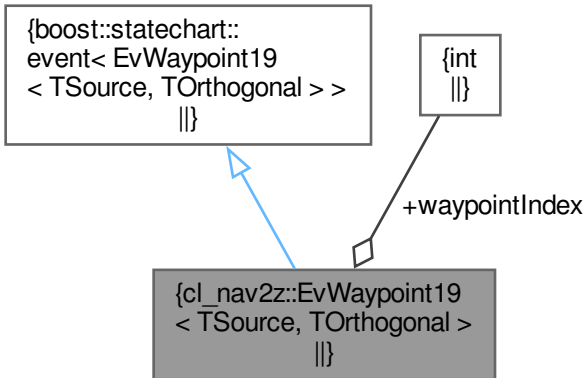 {boost::statechart::
event< EvWaypoint19
< TSource, TOrthogonal > >
||}
{int
||}
+waypointIndex
{cl_nav2z::EvWaypoint19
< TSource, TOrthogonal >
||}